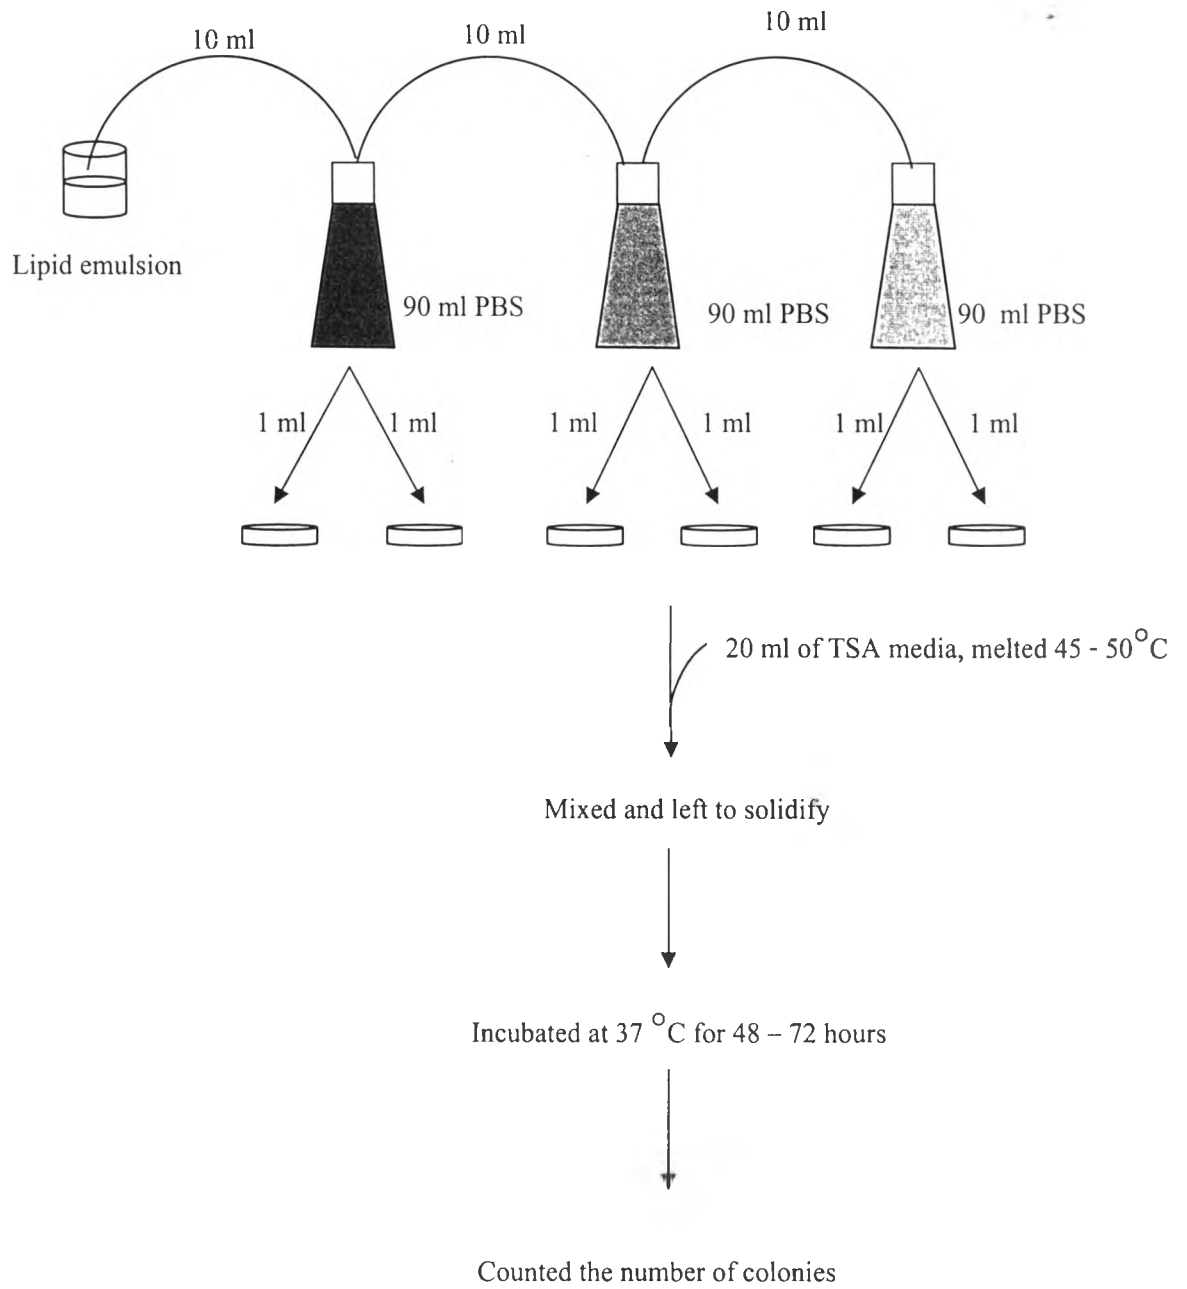 10 ml
10 ml
10 ml
Lipid emulsion
90 ml PBS
90 ml PBS
90 ml PBS
1 ml
1 ml
1 ml
1 ml
1 ml
1 ml
20 ml of TSA media, melted 45 - 50°C
Mixed and left to solidify
Incubated at 37 °C for 48 – 72 hours
Counted the number of colonies